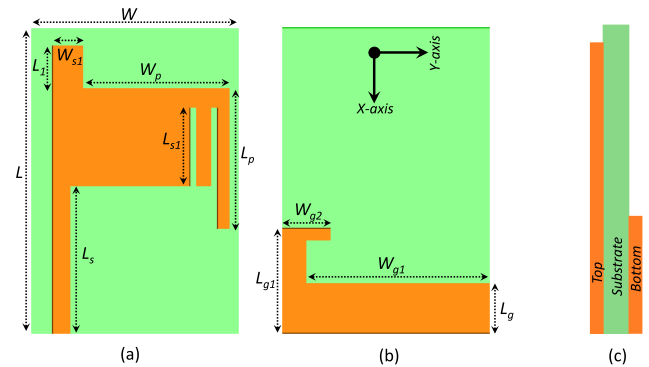 W
W_s1
L_1
W_p
L_s1
L_p
L
L_s
(a)
Y-axis
X-axis
W_g2
W_g1
L_g1
L_g
(b)
Top
Substrate
Bottom
(c)